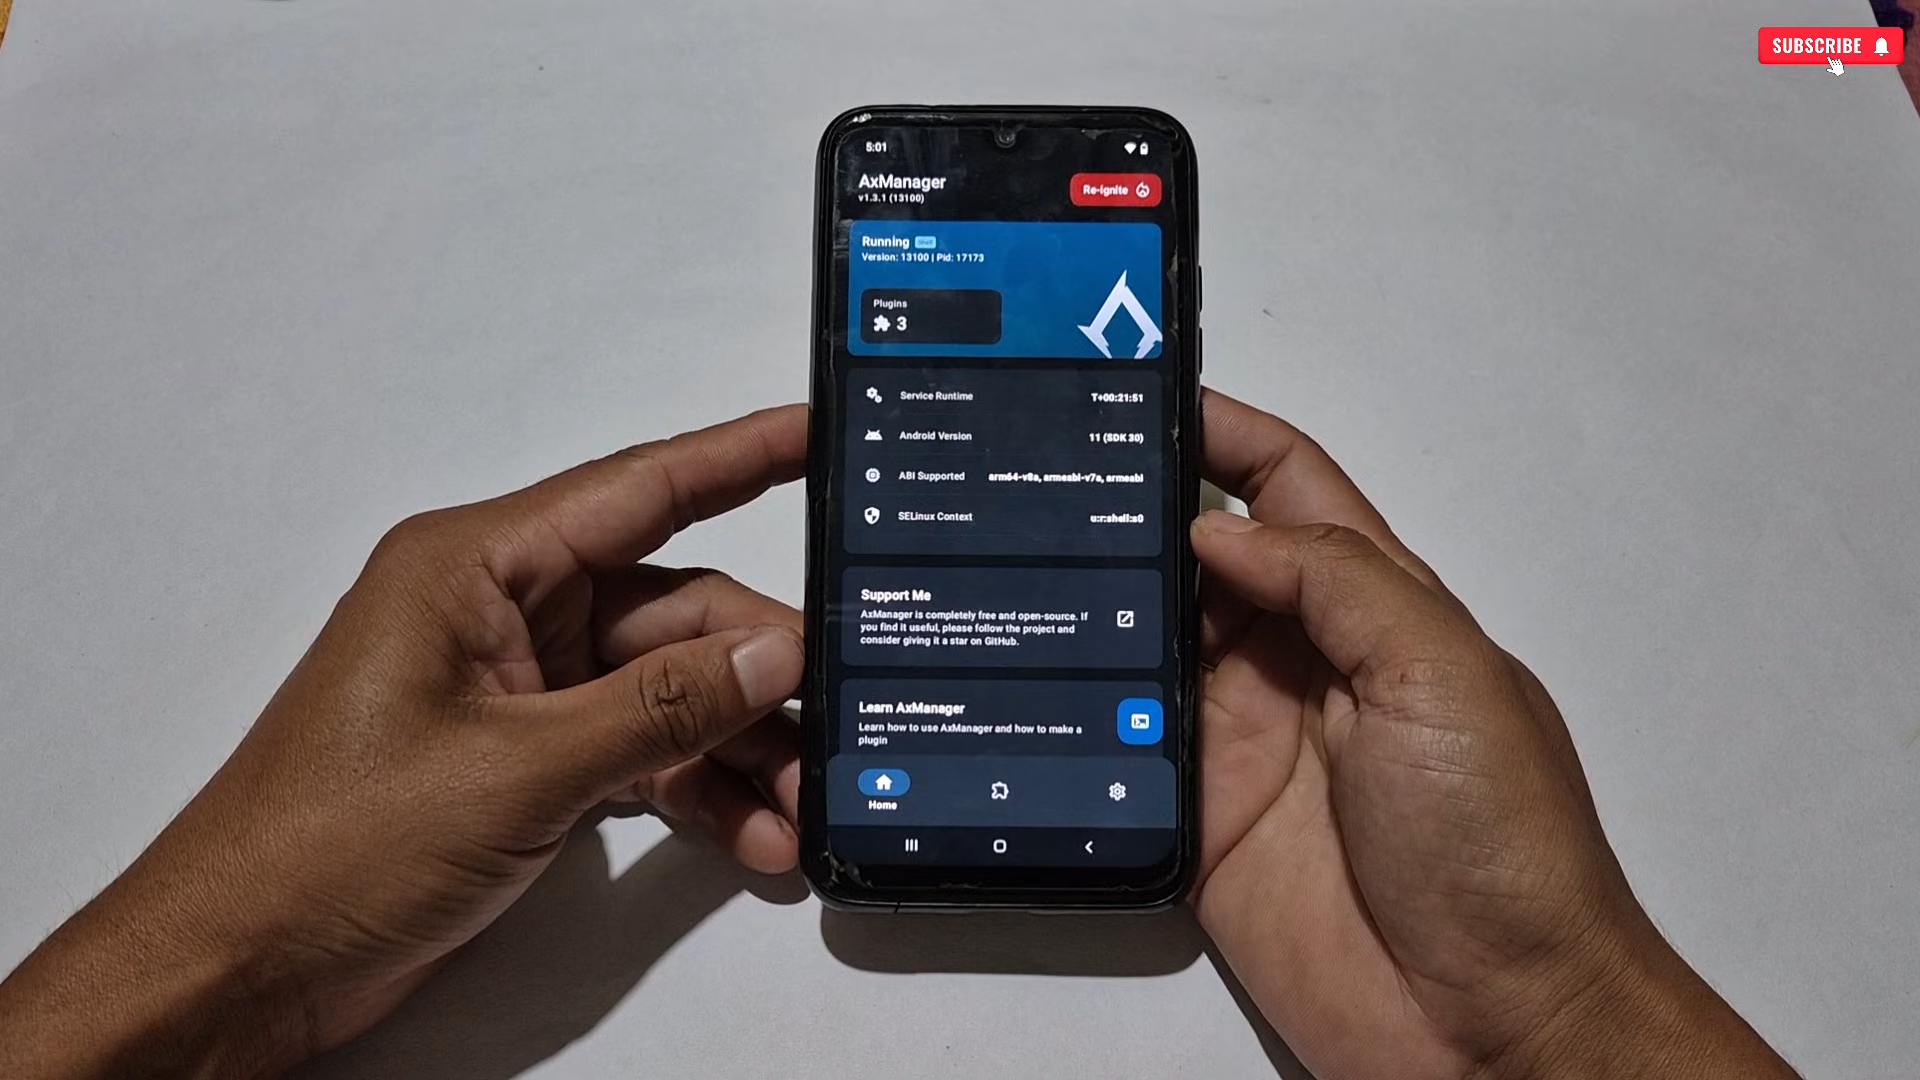 SUBSCRIBE
5:01
AxManager
v1.3.1 (13100)
Re-ignite
Running
Version: 13100 | Pid: 17173
Plugins
3
Service Runtime
T+00:21:51
Android Version
11 (SDK 30)
ABI Supported
arm64-v8a, armeabi-v7a, armeabi
SELinux Context
u:r:shell:s0
Support Me
AxManager is completely free and open-source. If
you find it useful, please follow the project and
consider giving it a star on GitHub.
Learn AxManager
Learn how to use AxManager and how to make a
plugin
Home